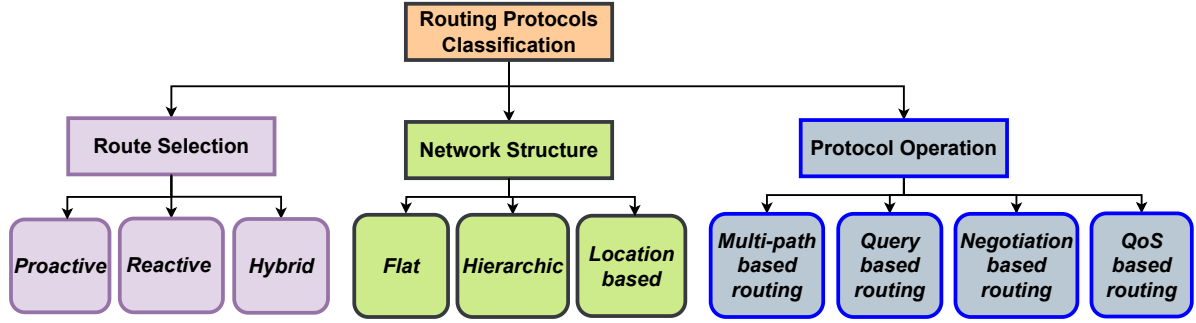 Routing Protocols
Classification
Route Selection
Network Structure
Protocol Operation
Proactive
Reactive
Hybrid
Flat
Hierarchic
Location
based
Multi-path
based
routing
Query
based
routing
Negotiation
based
routing
QoS
based
routing